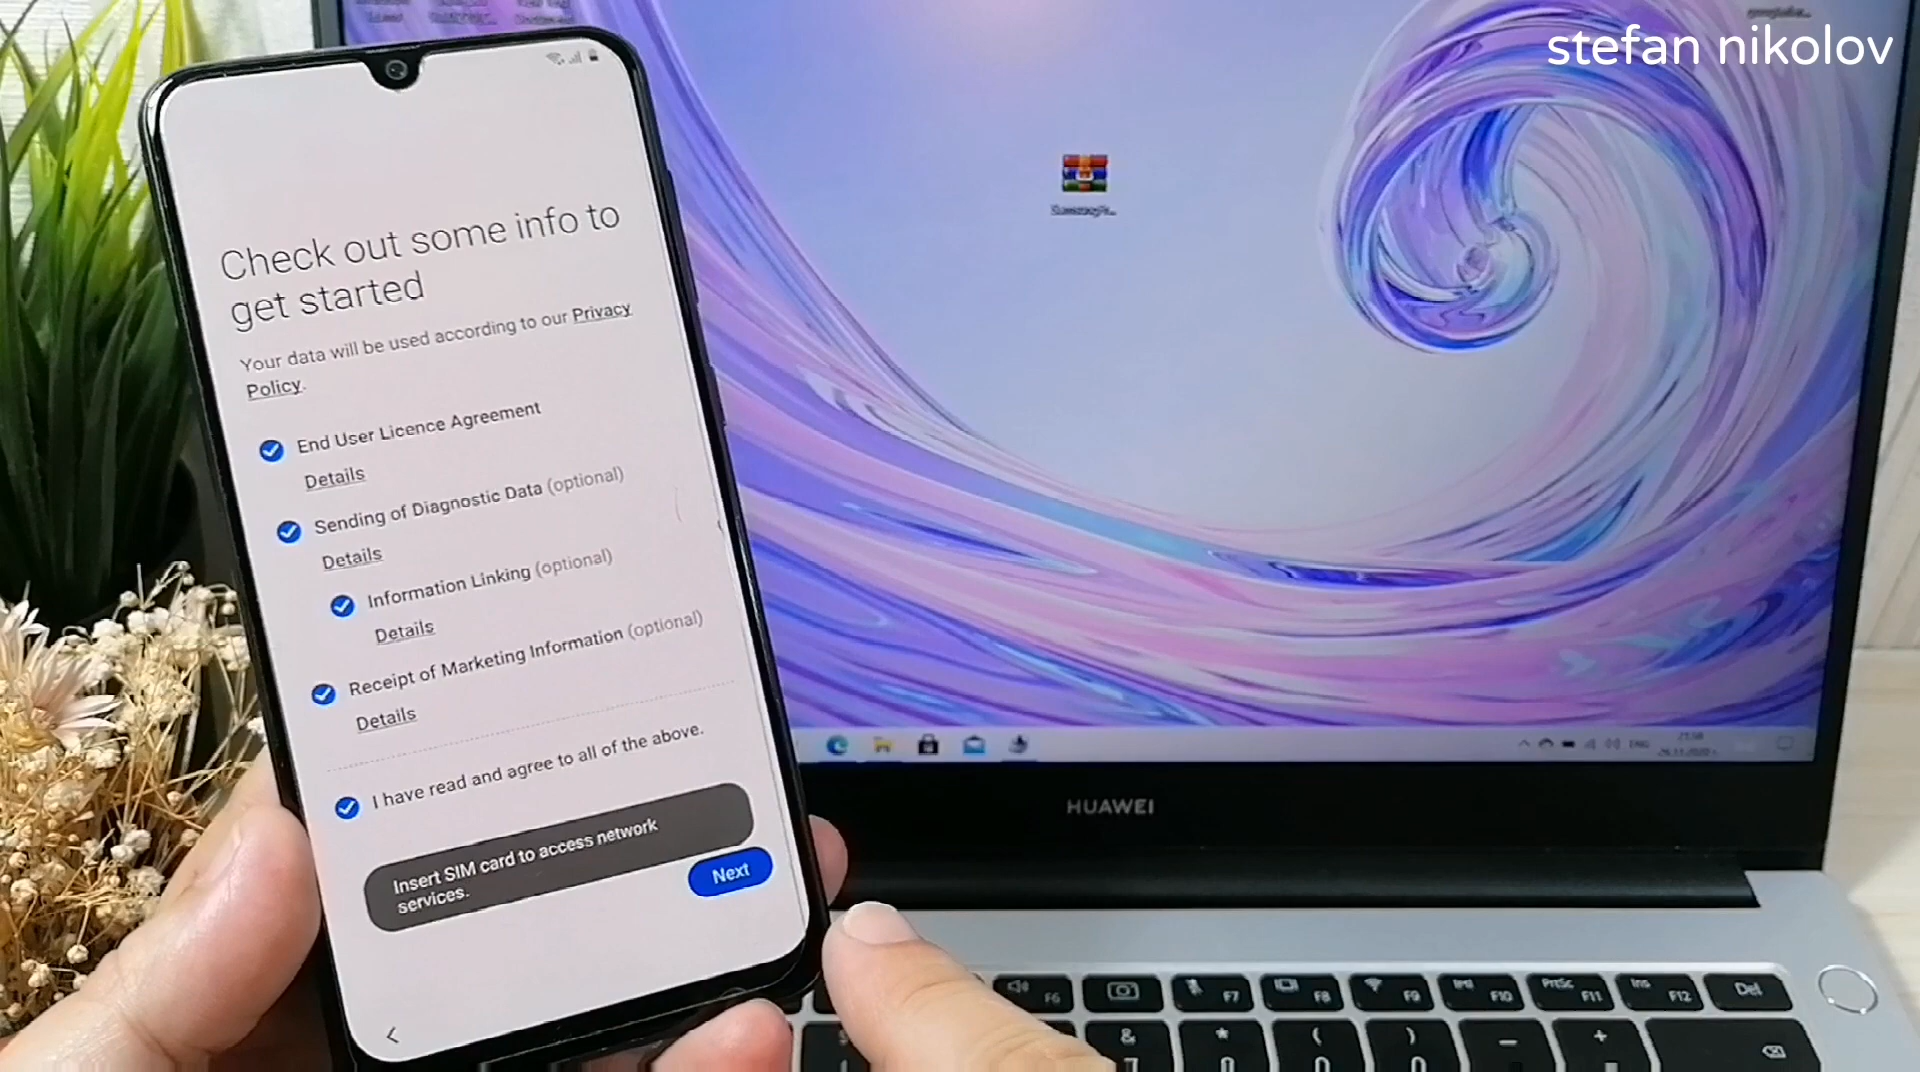 stefan nikolov
Check out some info to
get started
Your data will be used according to our Privacy
Policy.
End User Licence Agreement
Details
Sending of Diagnostic Data (optional)
Details
Information Linking (optional)
Details
Receipt of Marketing Information (optional)
Details
I have read and agree to all of the above.
Insert SIM card to access network
services.
Next
HUAWEI
F6
F7
F8
F9
F10
PrtSc
F11
Ins
F12
Del
& * ( ) – +